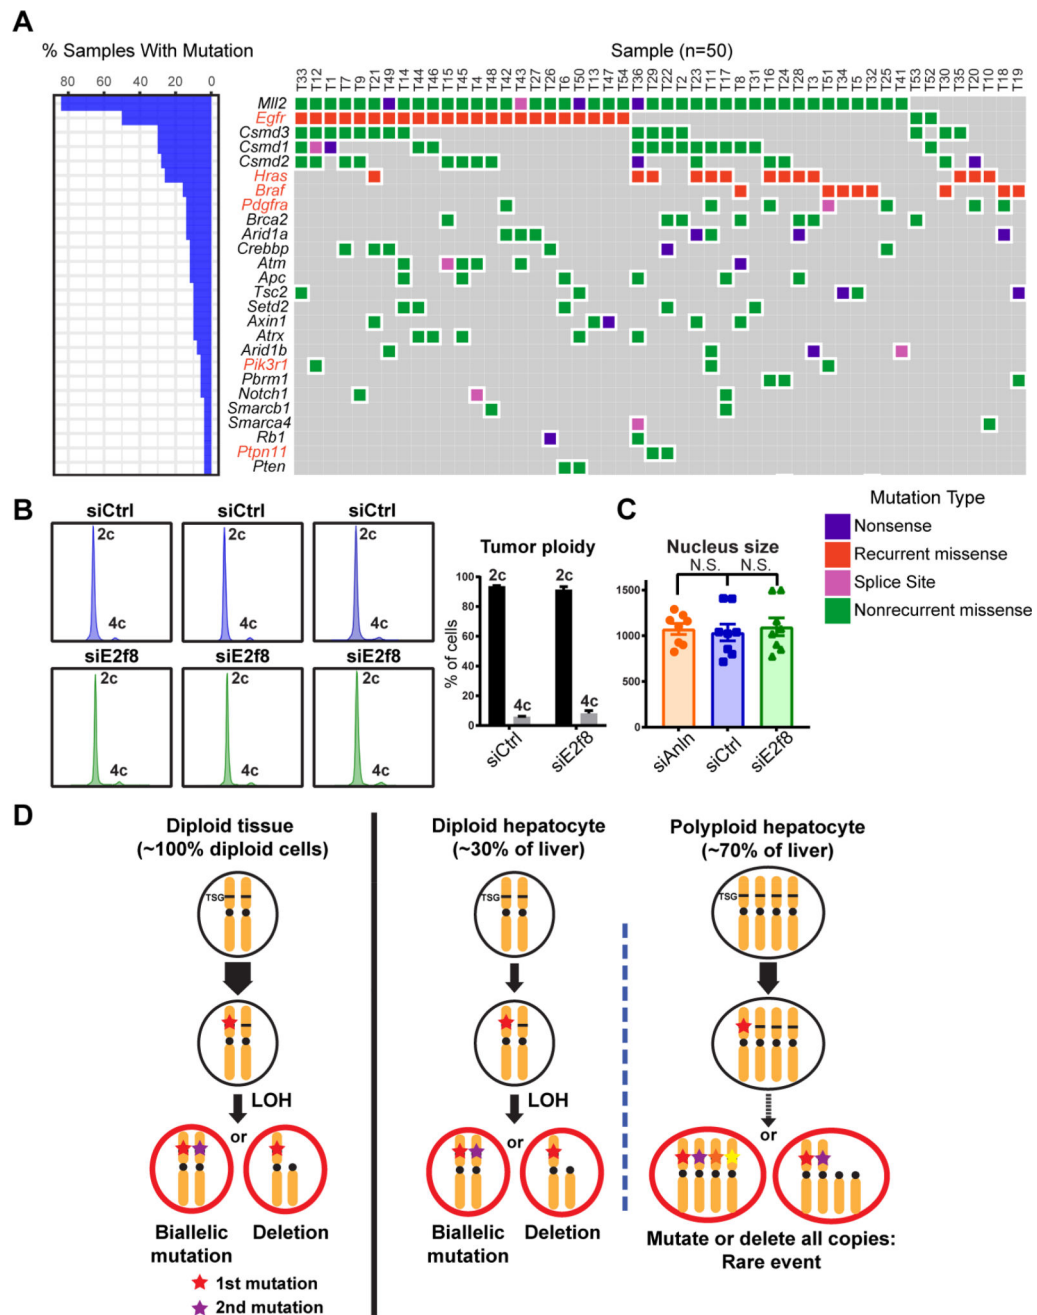 A
% Samples With Mutation
Sample (n=50)
80 60 40 20 0
T33 T12 T1 T7 T9 T21 T49 T14 T44 T46 T15 T45 T4 T48 T42 T43 T27 T26 T6 T50 T13 T47 T54 T36 T29 T22 T2 T23 T11 T17 T8 T31 T16 T24 T28 T3 T51 T34 T5 T32 T25 T41 T53 T52 T30 T35 T20 T10 T18 T19
Mll2
Egfr
Csmd3
Csmd1
Csmd2
Hras
Braf
Pdgfra
Brca2
Arid1a
Crebbp
Atm
Apc
Tsc2
Setd2
Axin1
Atrx
Arid1b
Pik3r1
Pbrm1
Notch1
Smarcb1
Smarca4
Rb1
Ptpn11
Pten
Mutation Type
Nonsense
Recurrent missense
Splice Site
Nonrecurrent missense
B
siCtrl siCtrl siCtrl
2c 2c 2c
4c 4c 4c
siE2f8 siE2f8 siE2f8
2c 2c 2c
4c 4c 4c
Tumor ploidy
% of cells
100
80
60
40
20
0
2c 2c
4c 4c
siCtrl siE2f8
C
Nucleus size
N.S. N.S.
1500
1000
500
0
siAnln siCtrl siE2f8
D
Diploid tissue
(~100% diploid cells)
TSG
LOH
or
Biallelic
mutation
Deletion
1st mutation
2nd mutation
Diploid hepatocyte
(~30% of liver)
TSG
LOH
or
Biallelic
mutation
Deletion
Polyploid hepatocyte
(~70% of liver)
TSG
or
Mutate or delete all copies:
Rare event